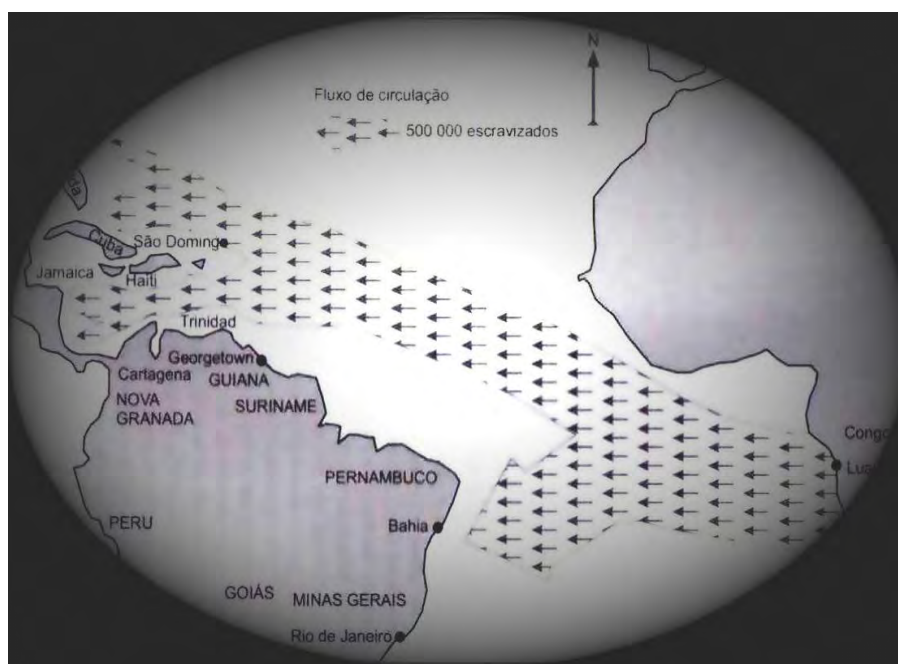 N
Fluxo de circulação
500 000 escravizados
Cuba
São Domingo
Jamaica
Haiti
Trinidad
Georgetown
Cartagena
GUIANA
NOVA
GRANADA
SURINAME
Congo
PERNAMBUCO
PERU
Bahia
GOIÁS
MINAS GERAIS
Rio de Janeiro